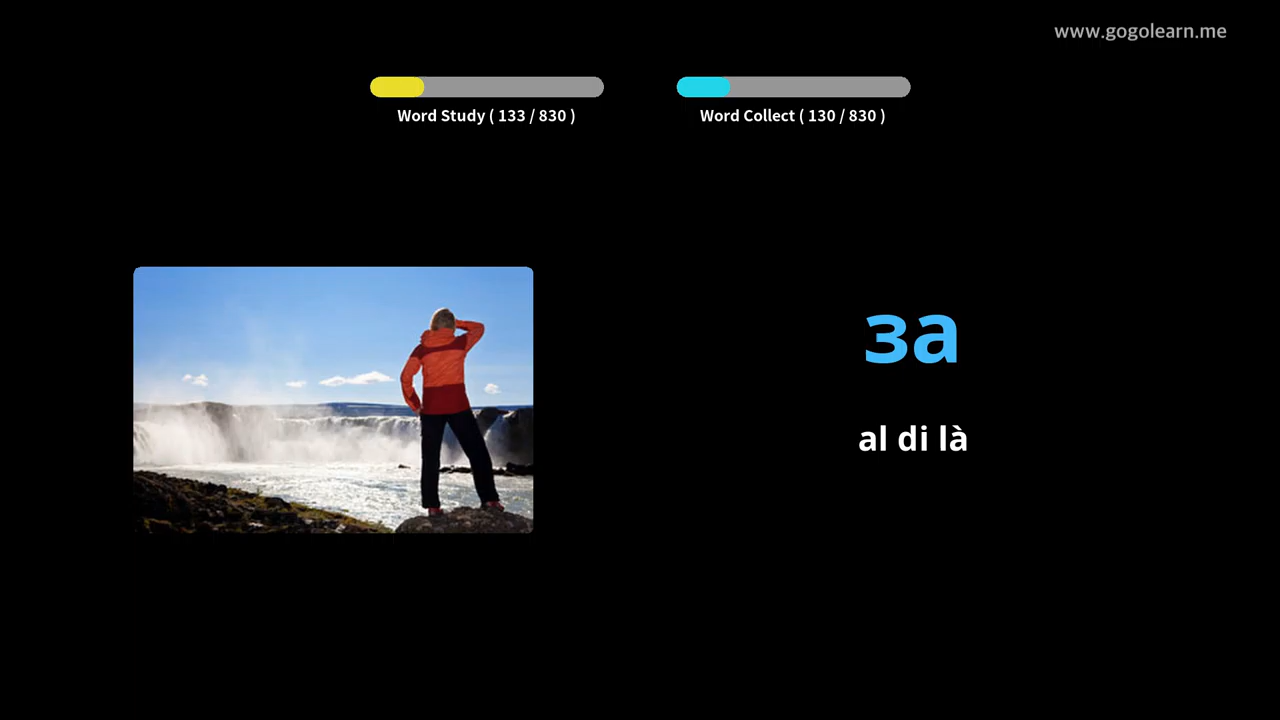 www.gogolearn.me
Word Study ( 133 / 830 )
Word Collect ( 130 / 830 )
за
al di là